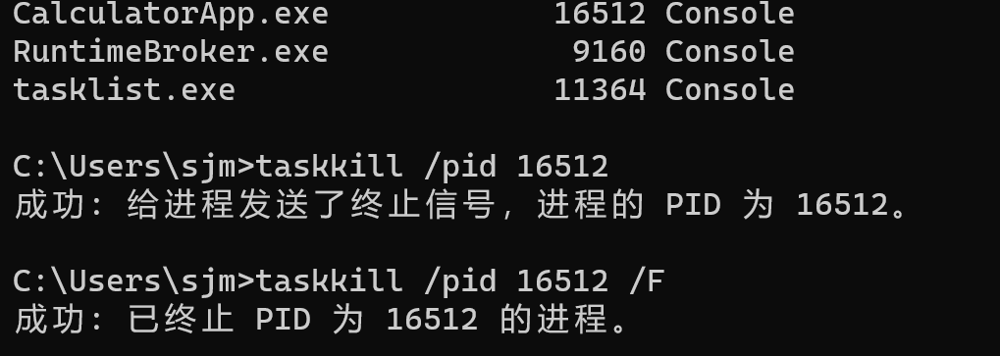 CalculatorApp.exe 16512 Console
RuntimeBroker.exe 9160 Console
tasklist.exe 11364 Console
C:\Users\sjm>taskkill /pid 16512
成功: 给进程发送了终止信号，进程的 PID 为 16512。
C:\Users\sjm>taskkill /pid 16512 /F
成功: 已终止 PID 为 16512 的进程。